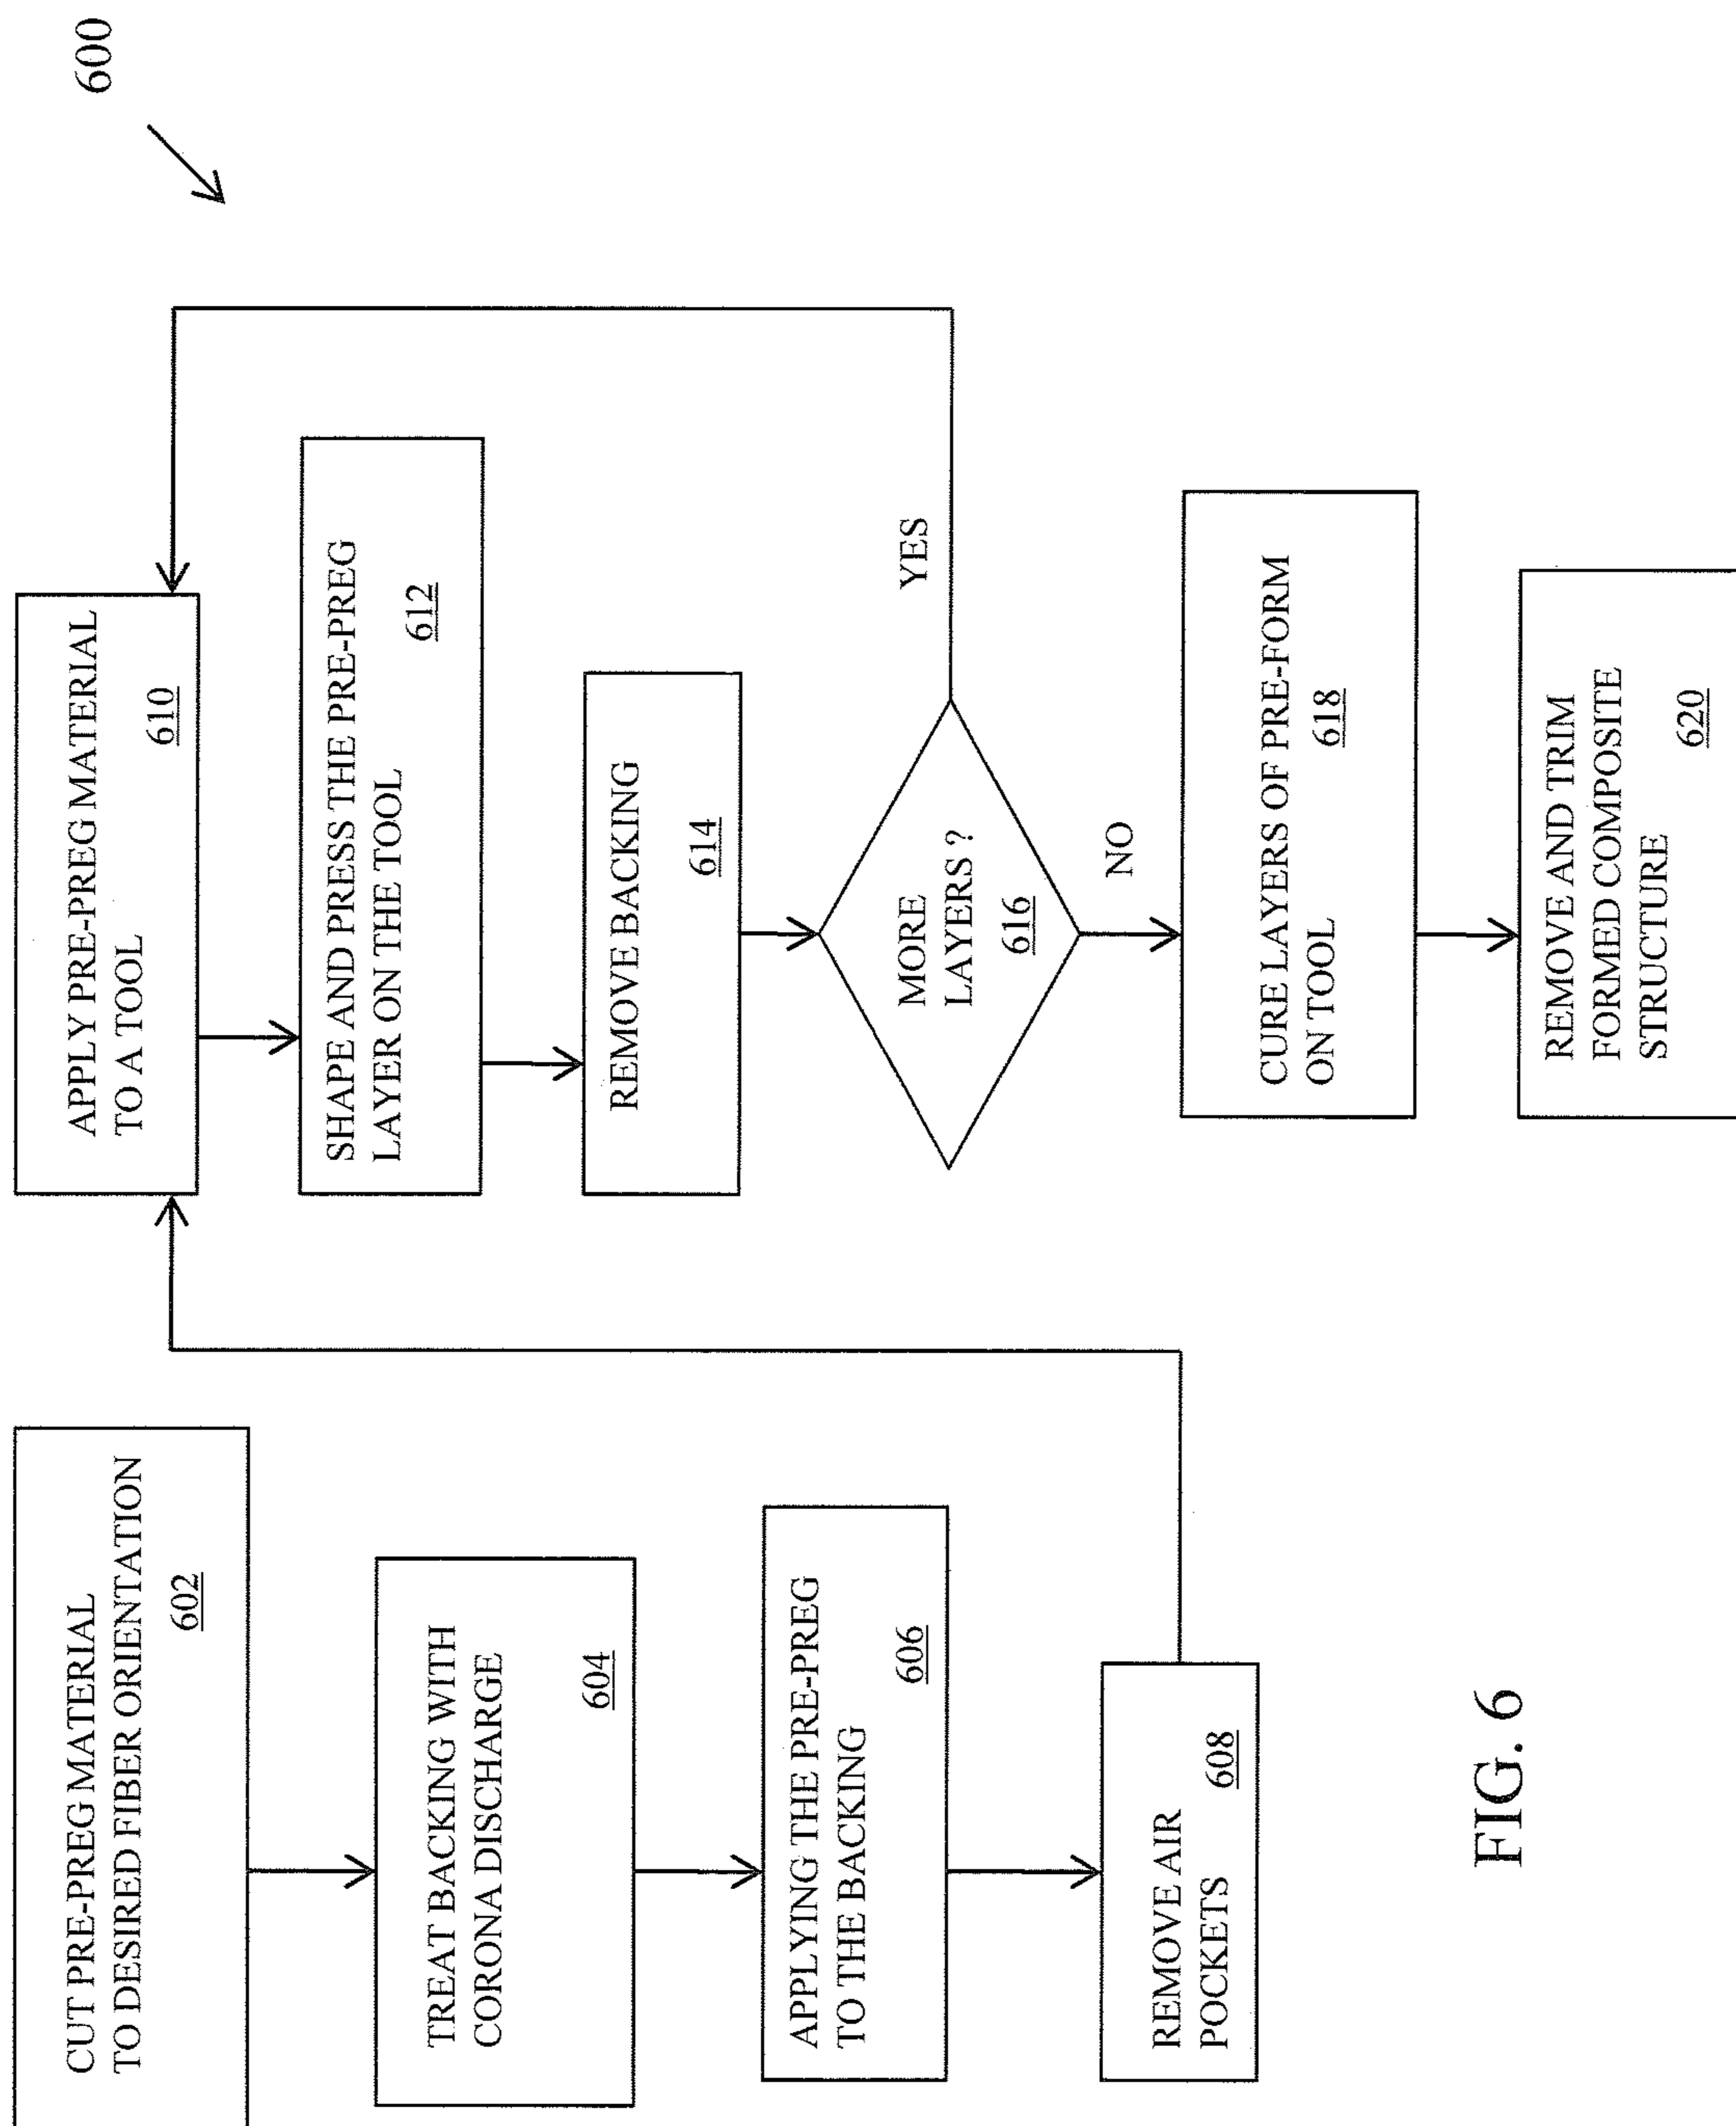 600
CUT PRE-PREG MATERIAL
TO DESIRED FIBER ORIENTATION
602
TREAT BACKING WITH
CORONA DISCHARGE
604
APPLYING THE PRE-PREG
TO THE BACKING
606
REMOVE AIR
POCKETS
608
APPLY PRE-PREG MATERIAL
TO A TOOL
610
SHAPE AND PRESS THE PRE-PREG
LAYER ON THE TOOL
612
REMOVE BACKING
614
MORE
LAYERS ?
616
YES
NO
CURE LAYERS OF PRE-FORM
ON TOOL
618
REMOVE AND TRIM
FORMED COMPOSITE
STRUCTURE
620
FIG. 6